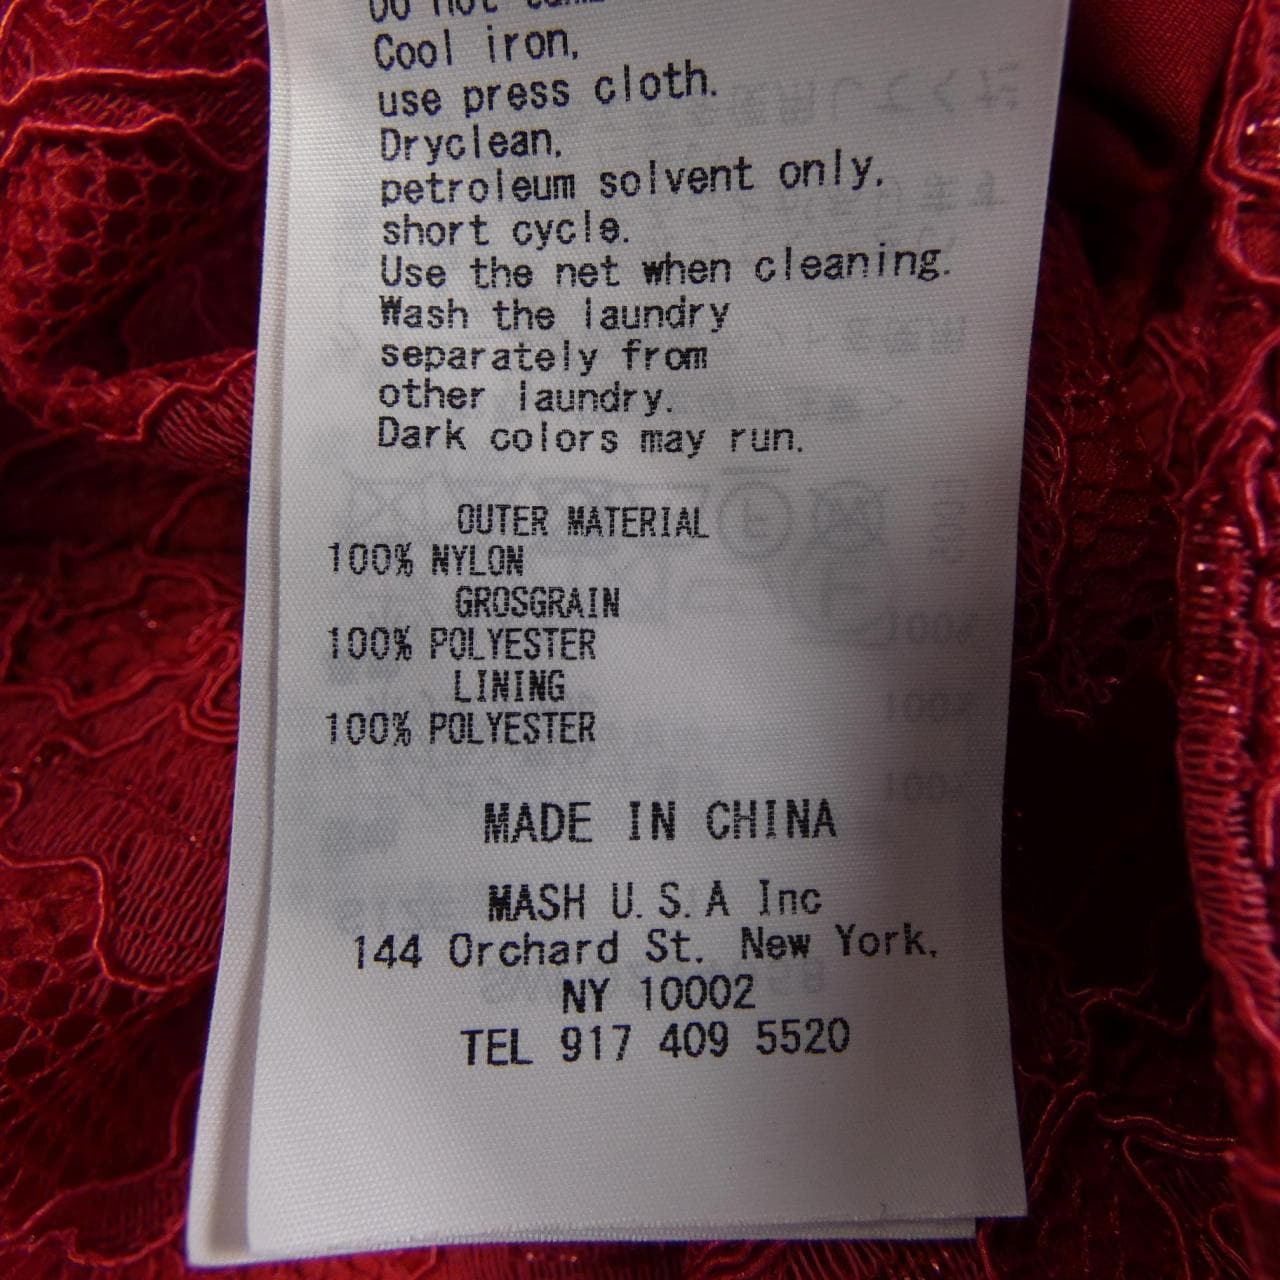 Do not
Cool iron,
use press cloth.
Dryclean,
petroleum solvent only,
short cycle.
Use the net when cleaning.
Wash the laundry
separately from
other laundry.
Dark colors may run.
OUTER MATERIAL
100% NYLON
GROSGRAIN
100% POLYESTER
LINING
100% POLYESTER
MADE IN CHINA
MASH U.S.A Inc
144 Orchard St. New York,
NY 10002
TEL 917 409 5520